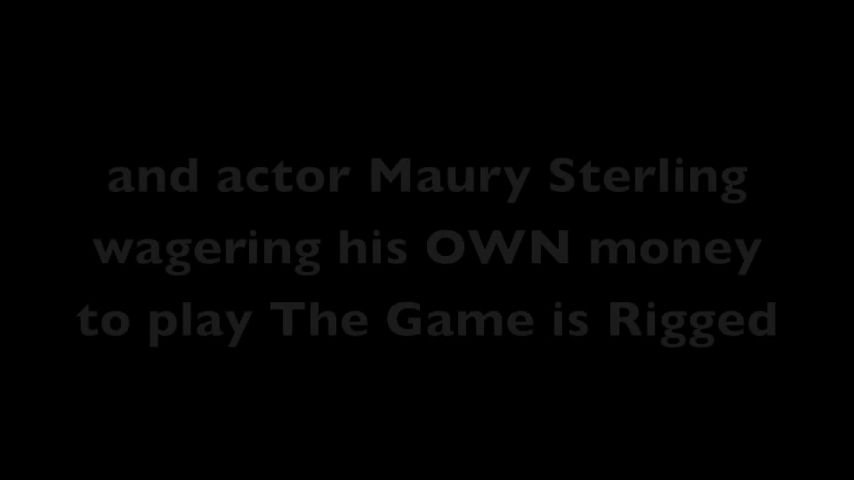 and actor Maury Sterling
wagering his OWN money
to play The Game is Rigged